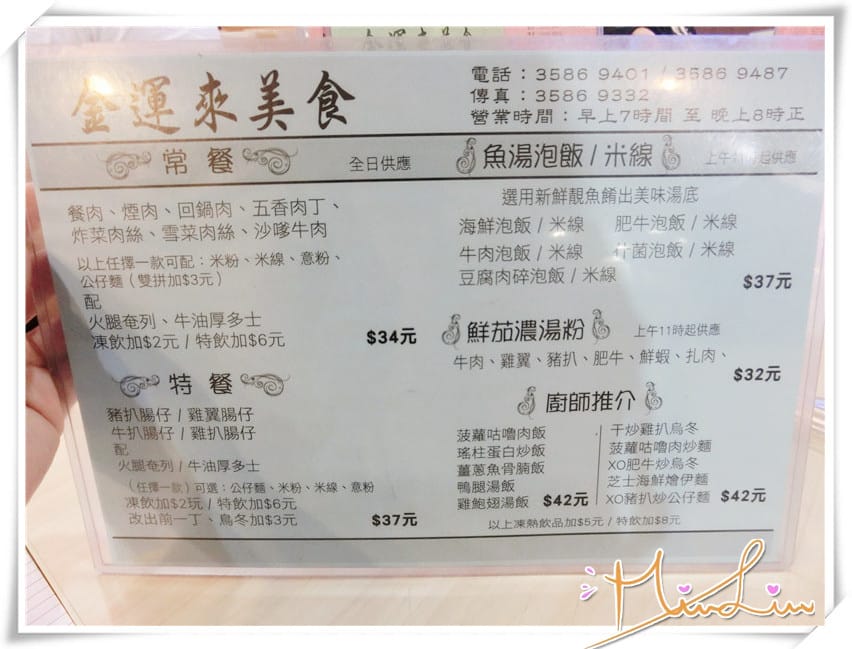 金運來美食
電話：3586 9401 / 3586 9487
傳真：3586 9332
營業時間：早上7時間 至 晚上8時正
常餐 全日供應
餐肉、煙肉、回鍋肉、五香肉丁、
炸菜肉絲、雪菜肉絲、沙嗲牛肉
以上任擇一款可配：米粉、米線、意粉、
公仔麵（雙拼加$3元）
配
火腿奄列、牛油厚多士
凍飲加$2元 / 特飲加$6元 $34元
特餐
豬扒腸仔 / 雞翼腸仔
牛扒腸仔 / 雞扒腸仔
配
火腿奄列 / 牛油厚多士
（任擇一款）可選：公仔麵、米粉、米線、意粉
凍飲加$2玩 / 特飲加$6元
改出前一丁、烏冬加$3元 $37元
魚湯泡飯 / 米線 上午11時起供應
選用新鮮靚魚餚出美味湯底
海鮮泡飯 / 米線 肥牛泡飯 / 米線
牛肉泡飯 / 米線 什菌泡飯 / 米線
豆腐肉碎泡飯 / 米線
$37元
鮮茄濃湯粉 上午11時起供應
牛肉、雞翼、豬扒、肥牛、鮮蝦、扎肉、
$32元
廚師推介
菠蘿咕嚕肉飯
瑤柱蛋白炒飯
薑蔥魚骨腩飯
鴨腿湯飯
雞鮑翅湯飯 $42元
干炒雞扒烏冬
菠蘿咕嚕肉炒麵
XO肥牛炒烏冬
芝士海鮮燴伊麵
XO豬扒炒公仔麵 $42元
以上凍熱飲品加$5元 / 特飲加$8元
MinLin